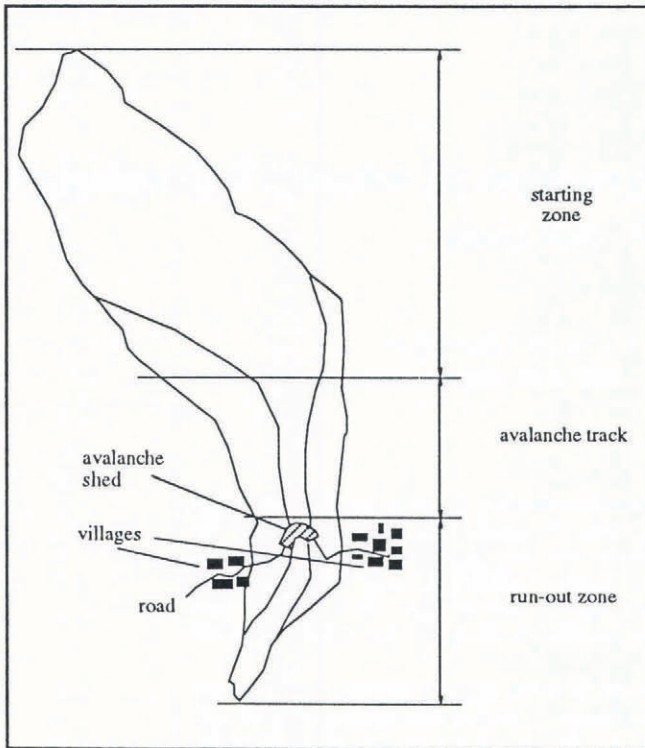 starting
zone
avalanche track
avalanche
shed
villages
road
run-out zone